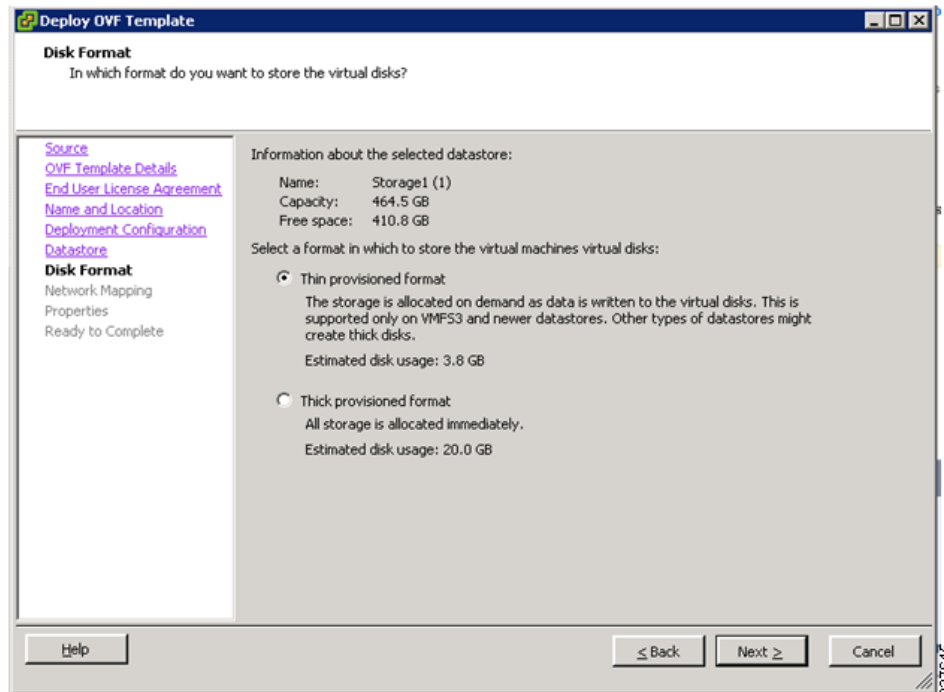 Deploy OVF Template
Disk Format
In which format do you want to store the virtual disks?
Source
OVF Template Details
End User License Agreement
Name and Location
Deployment Configuration
Datastore
Disk Format
Network Mapping
Properties
Ready to Complete
Information about the selected datastore:
Name: Storage1 (1)
Capacity: 464.5 GB
Free space: 410.8 GB
Select a format in which to store the virtual machines virtual disks:
Thin provisioned format
The storage is allocated on demand as data is written to the virtual disks. This is
supported only on VMFS3 and newer datastores. Other types of datastores might
create thick disks.
Estimated disk usage: 3.8 GB
Thick provisioned format
All storage is allocated immediately.
Estimated disk usage: 20.0 GB
Help
< Back
Next >
Cancel